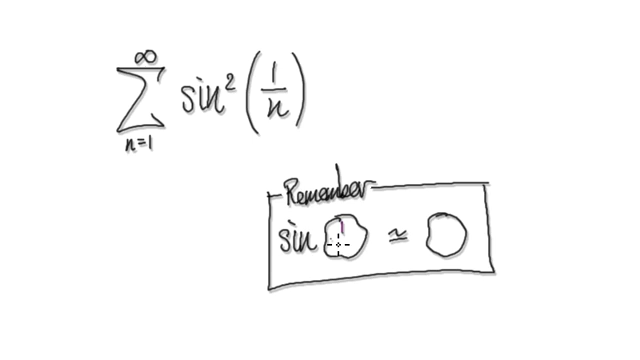 ∞
∑ sin² (1/n)
n=1
Remember
sin ≃